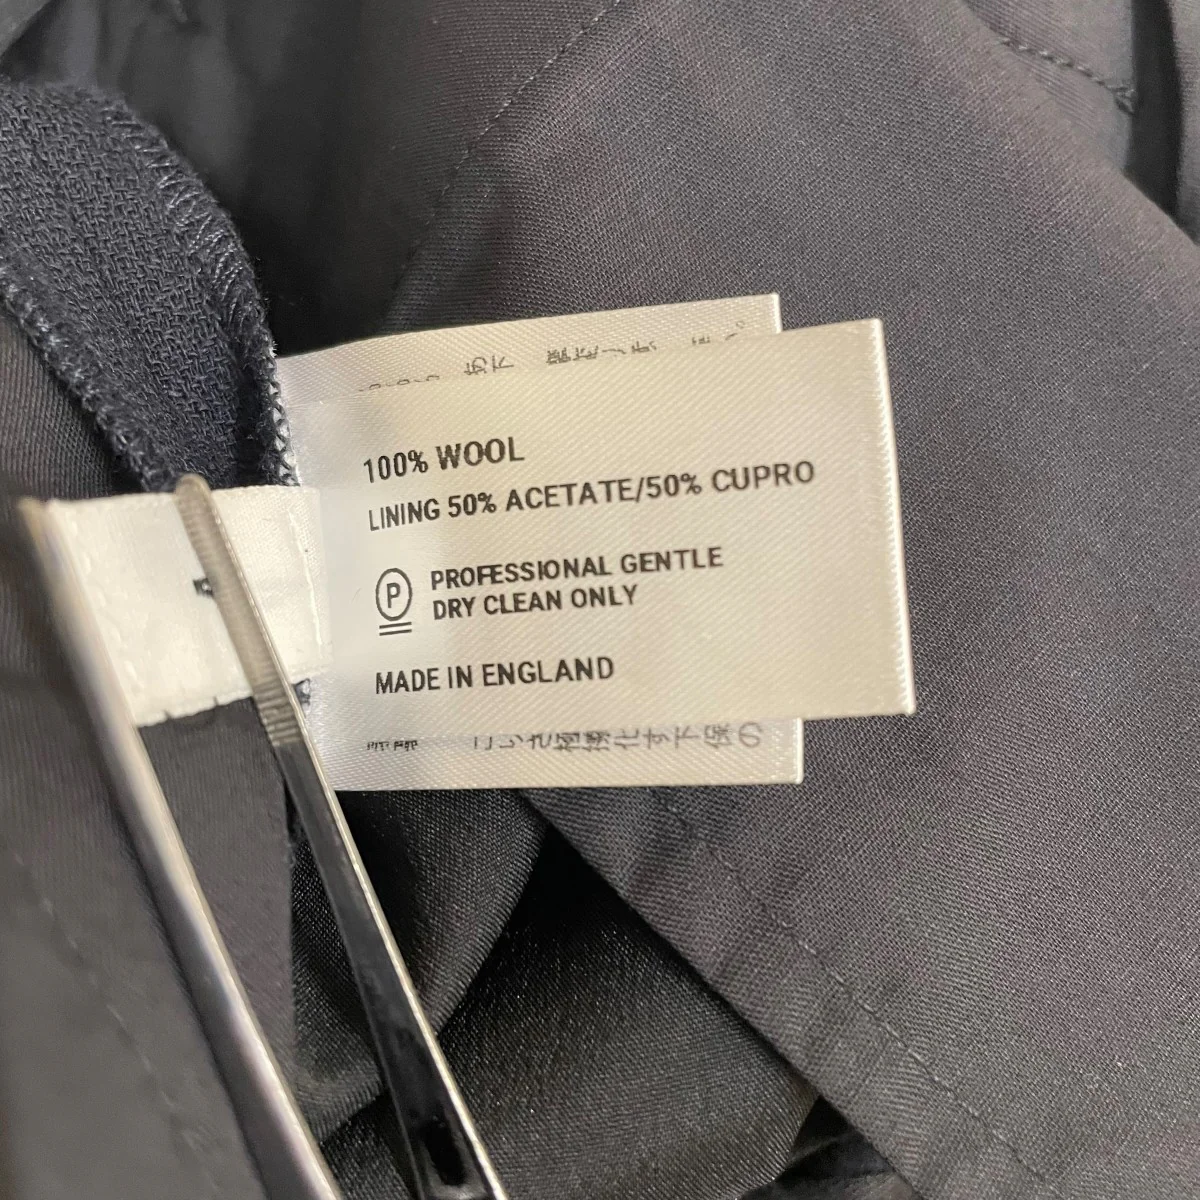 100% WOOL
LINING 50% ACETATE/50% CUPRO
P
PROFESSIONAL GENTLE
DRY CLEAN ONLY
MADE IN ENGLAND